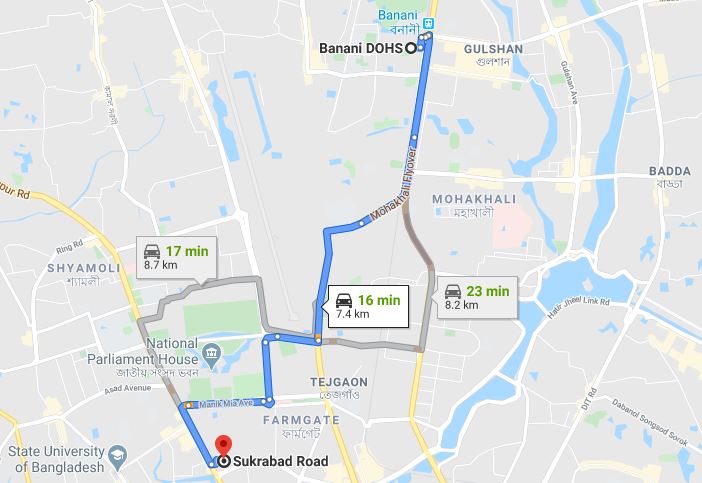 Banani
বনানী
Banani DOHS
GULSHAN
গুলশান
Gulshan Ave
Mohakhali Flyover
MOHAKHALI
মহাখালী
BADDA
বাড্ডা
pur Rd
Ring Rd
SHYAMOLI
শ্যামলী
17 min
8.7 km
16 min
7.4 km
23 min
8.2 km
Hatir Jheel Link Rd
National
Parliament House
জাতীয় সংসদ ভবন
Asad Avenue
Manik Mia Ave
TEJGAON
তেজগাঁও
FARMGATE
ফার্মগেট
DIT Rd
Dabanol Songsod Sorok
State University
of Bangladesh
Sukrabad Road